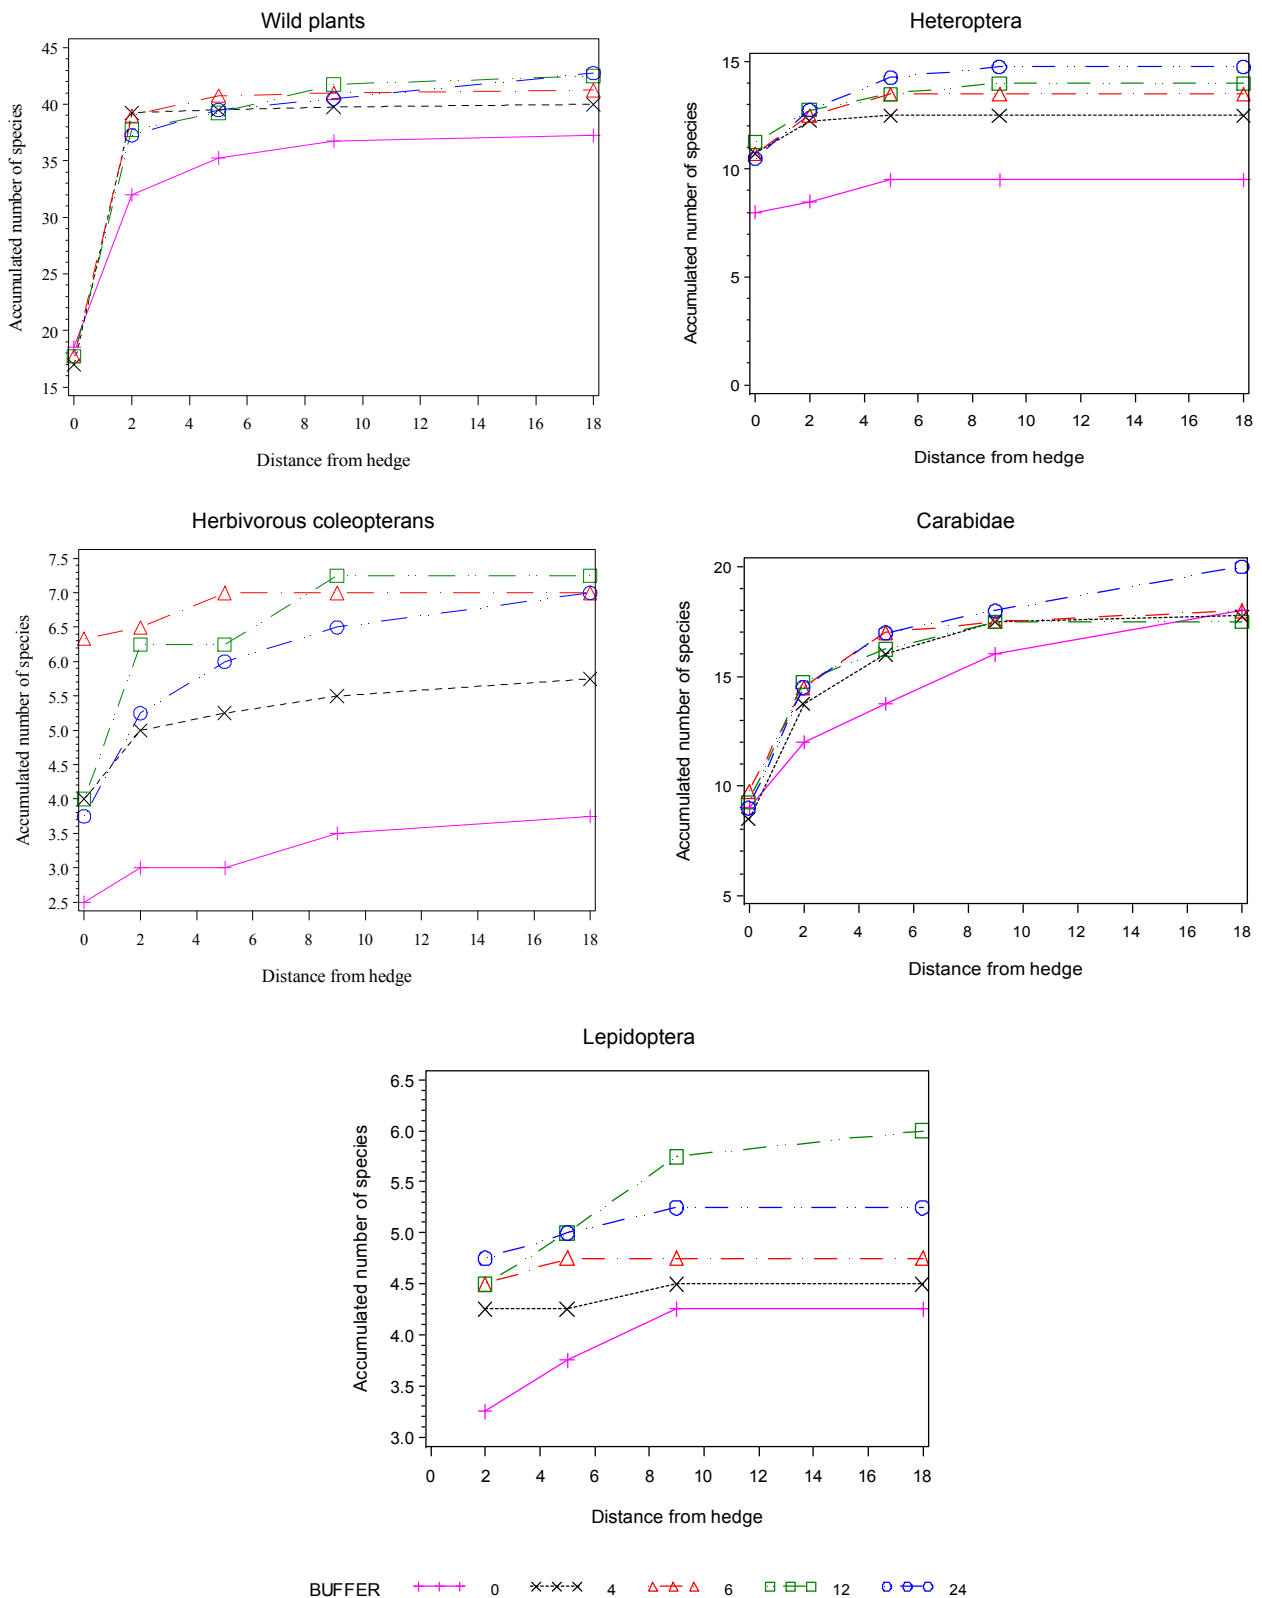 Wild plants
45
40
35
30
25
20
15
Accumulated number of species
0 2 4 6 8 10 12 14 16 18
Distance from hedge
Heteroptera
15
10
5
0
Accumulated number of species
0 2 4 6 8 10 12 14 16 18
Distance from hedge
Herbivorous coleopterans
7.5
7.0
6.5
6.0
5.5
5.0
4.5
4.0
3.5
3.0
2.5
Accumulated number of species
0 2 4 6 8 10 12 14 16 18
Distance from hedge
Carabidae
20
15
10
5
Accumulated number of species
0 2 4 6 8 10 12 14 16 18
Distance from hedge
Lepidoptera
6.5
6.0
5.5
5.0
4.5
4.0
3.5
3.0
Accumulated number of species
0 2 4 6 8 10 12 14 16 18
Distance from hedge
BUFFER 0 4 6 12 24